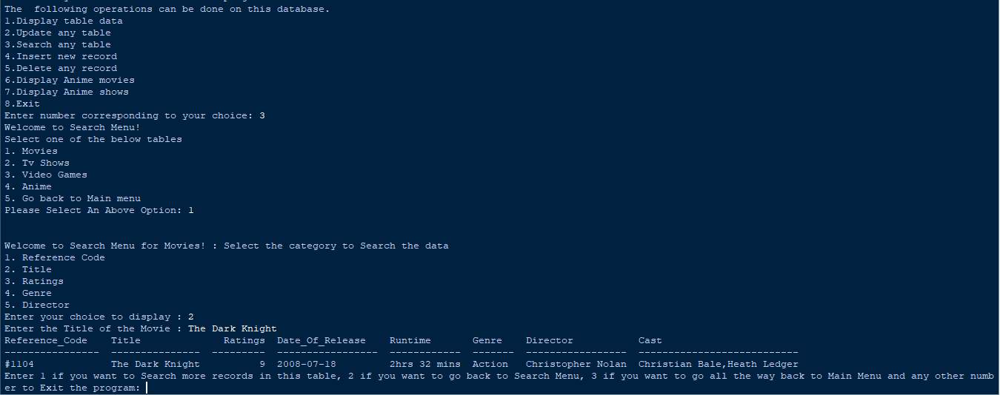 The  following operations can be done on this database.
1.Display table data
2.Update any table
3.Search any table
4.Insert new record
5.Delete any record
6.Display Anime movies
7.Display Anime shows
8.Exit
Enter number corresponding to your choice: 3
Welcome to Search Menu!
Select one of the below tables
1. Movies
2. Tv Shows
3. Video Games
4. Anime
5. Go back to Main menu
Please Select An Above Option: 1
Welcome to Search Menu for Movies! : Select the category to Search the data
1. Reference Code
2. Title
3. Ratings
4. Genre
5. Director
Enter your choice to display : 2
Enter the Title of the Movie : The Dark Knight
Reference_Code    Title              Ratings  Date_Of_Release    Runtime       Genre    Director           Cast
----------------  ---------------  ---------  -----------------  ------------  -------  -----------------  ---------------------------
#1104             The Dark Knight          9  2008-07-18         2hrs 32 mins  Action   Christopher Nolan  Christian Bale,Heath Ledger
Enter 1 if you want to Search more records in this table, 2 if you want to go back to Search Menu, 3 if you want to go all the way back to Main Menu and any other numb
er to Exit the program: